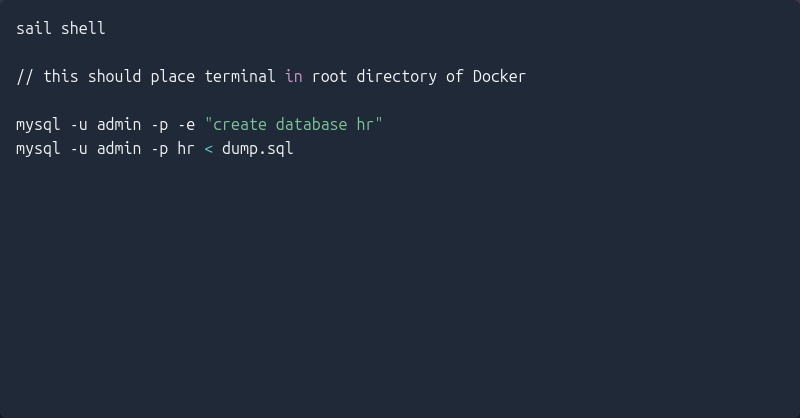 sail shell
// this should place terminal in root directory of Docker
mysql -u admin -p -e "create database hr"
mysql -u admin -p hr < dump.sql